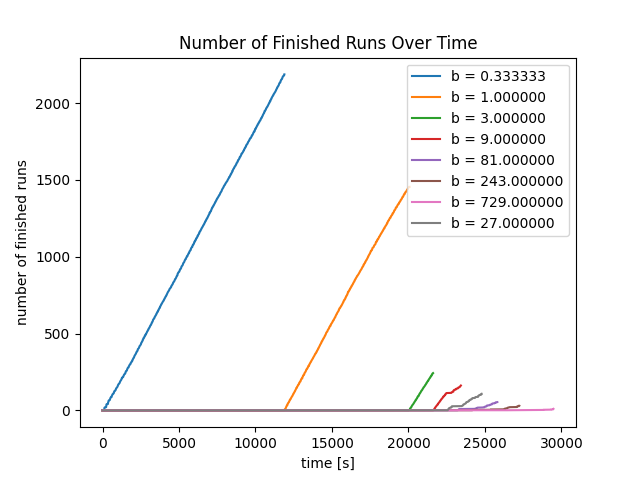 Number of Finished Runs Over Time
number of finished runs
2000
1500
1000
500
0
b = 0.333333
b = 1.000000
b = 3.000000
b = 9.000000
b = 81.000000
b = 243.000000
b = 729.000000
b = 27.000000
0 5000 10000 15000 20000 25000 30000
time [s]